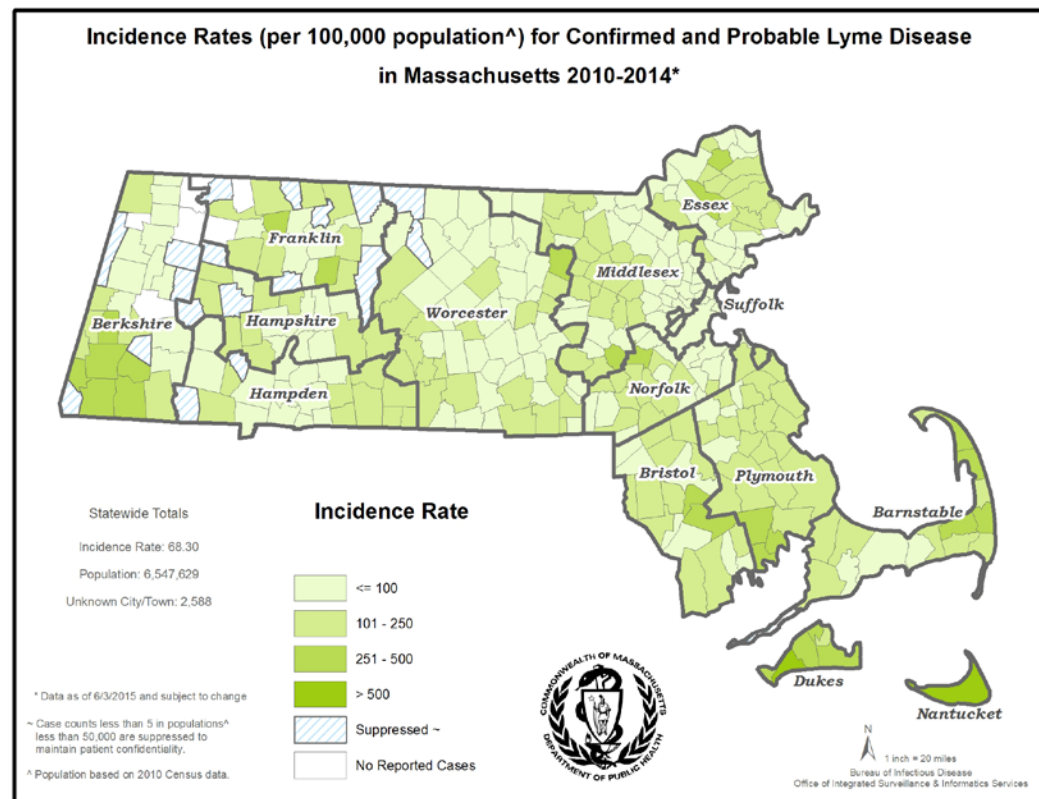 Incidence Rates (per 100,000 population^) for Confirmed and Probable Lyme Disease
in Massachusetts 2010-2014*
Essex
Franklin
Middlesex
Suffolk
Berkshire
Hampshire
Worcester
Hampden
Norfolk
Bristol
Plymouth
Barnstable
Dukes
Nantucket
Statewide Totals
Incidence Rate: 68.30
Population: 6,547,629
Unknown City/Town: 2,588
Incidence Rate
<= 100
101 - 250
251 - 500
> 500
Suppressed ~
No Reported Cases
* Data as of 6/3/2015 and subject to change
~ Case counts less than 5 in populations^
less than 50,000 are suppressed to
maintain patient confidentiality.
^ Population based on 2010 Census data.
COMMONWEALTH OF MASSACHUSETTS
DEPARTMENT OF PUBLIC HEALTH
N
1 inch = 20 miles
Bureau of Infectious Disease
Office of Integrated Surveillance & Informatics Services